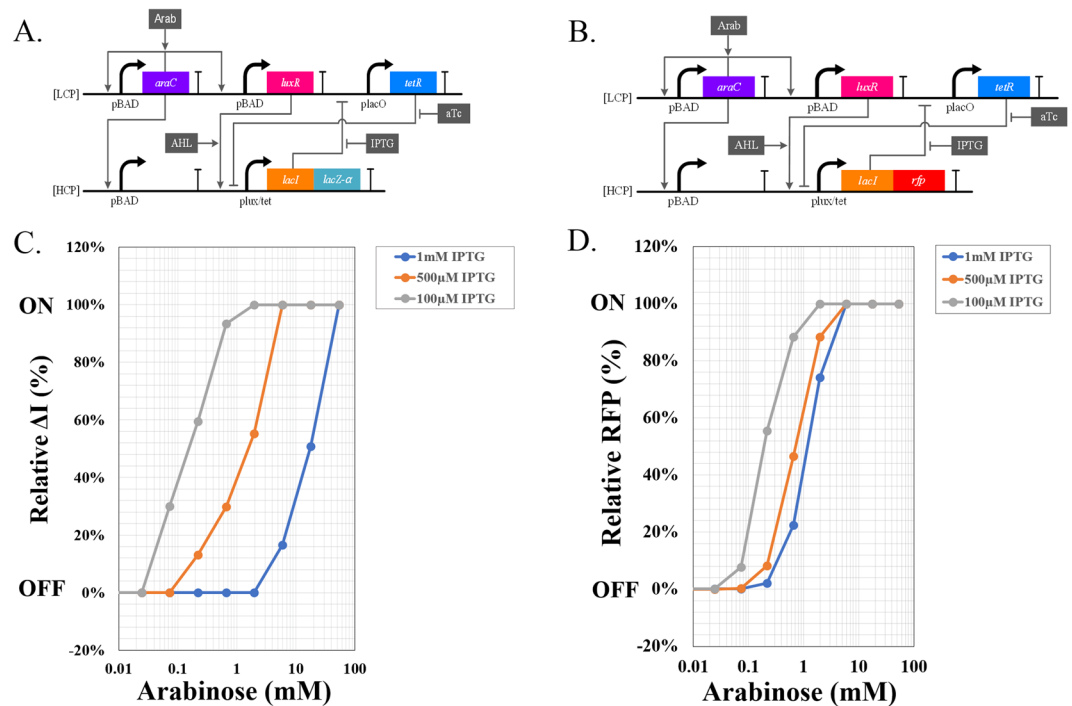 A.
Arab
araC
luxR
tetR
[LCP]
pBAD
pBAD
placO
aTc
AHL
IPTG
lacI
lacZ-α
[HCP]
pBAD
plux/tet
B.
Arab
araC
luxR
tetR
[LCP]
pBAD
pBAD
placO
aTc
AHL
IPTG
lacI
rfp
[HCP]
pBAD
plux/tet
C.
120%
ON
100%
80%
60%
40%
20%
OFF
0%
-20%
Relative ΔI (%)
0.01
0.1
1
10
100
Arabinose (mM)
1mM IPTG
500µM IPTG
100µM IPTG
D.
120%
ON
100%
80%
60%
40%
20%
OFF
0%
-20%
Relative RFP (%)
0.01
0.1
1
10
100
Arabinose (mM)
1mM IPTG
500µM IPTG
100µM IPTG